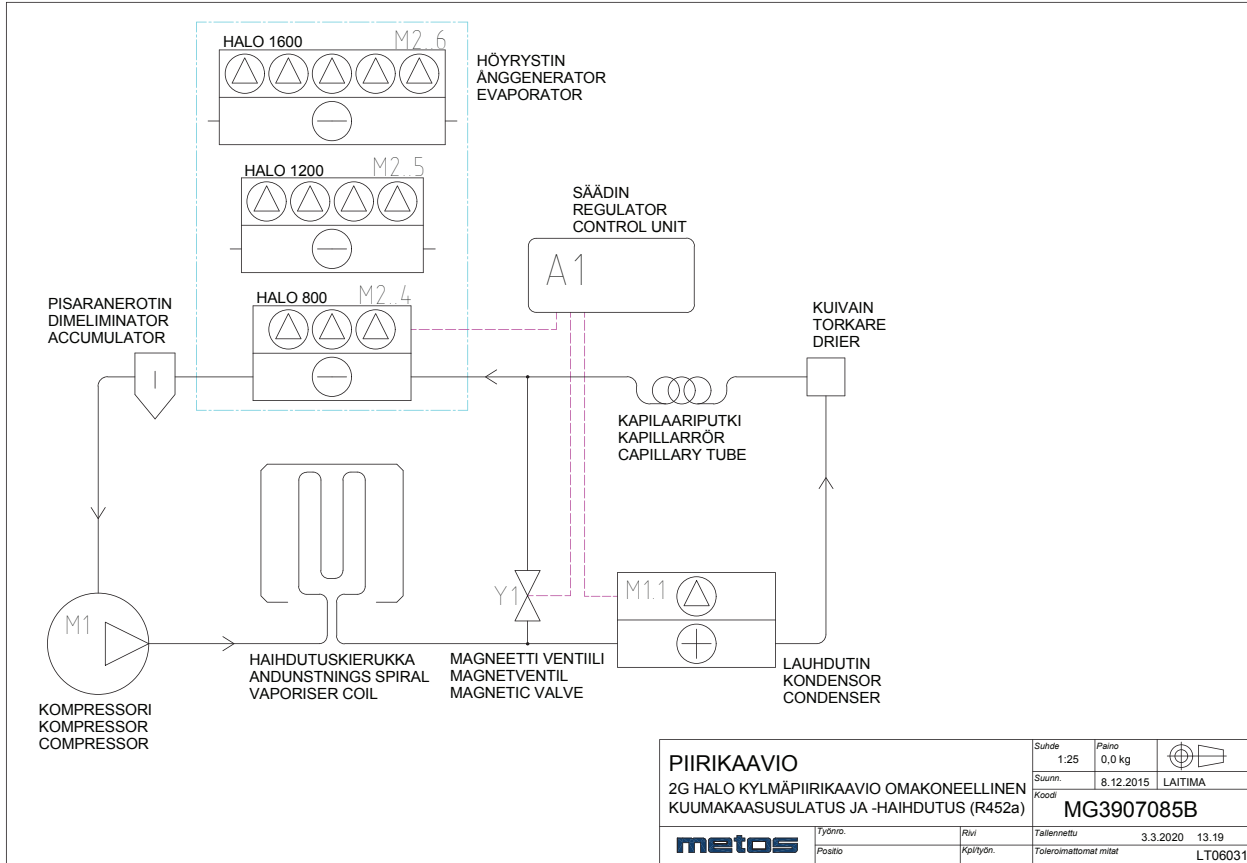 HALO 1600
M2..6
HÖYRYSTIN
ÅNGGENERATOR
EVAPORATOR
HALO 1200
M2..5
SÄÄDIN
REGULATOR
CONTROL UNIT
A1
HALO 800
M2..4
PISARANEROTIN
DIMELIMINATOR
ACCUMULATOR
KUIVAIN
TORKARE
DRIER
KAPILAARIPUTKI
KAPILLARRÖR
CAPILLARY TUBE
M1
Y1
M1.1
HAIHDUTUSKIERUKKA
ANDUNSTNINGS SPIRAL
VAPORISER COIL
MAGNEETTI VENTIILI
MAGNETVENTIL
MAGNETIC VALVE
LAUHDUTIN
KONDENSOR
CONDENSER
KOMPRESSORI
KOMPRESSOR
COMPRESSOR
PIIRIKAAVIO
2G HALO KYLMÄPIIRIKAAVIO OMAKONEELLINEN
KUUMAKAASUSULATUS JA -HAIHDUTUS (R452a)
Suhde
1:25
Paino
0,0 kg
Suunn.
8.12.2015
LAITIMA
Koodi
MG3907085B
metos
Työnro.
Rivi
Tallennettu
3.3.2020 13.19
Positio
Kpl/työn.
Toleroimattomat mitat
LT06031